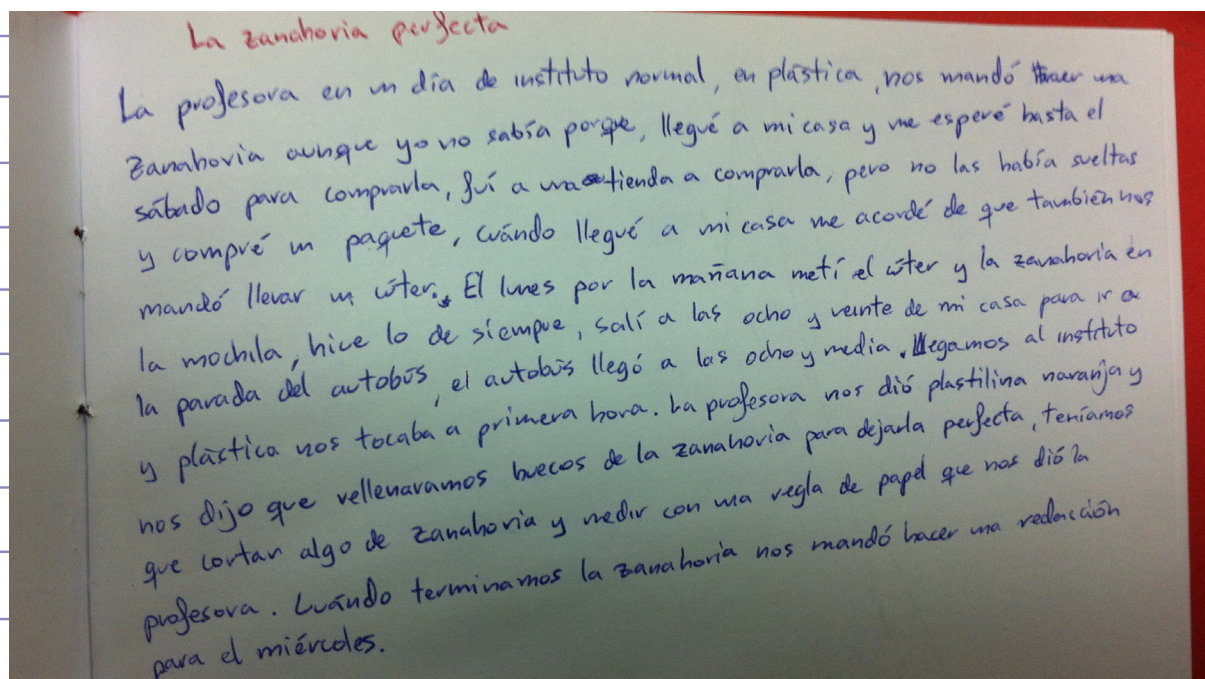 La zanahoria perfecta
La profesora en un día de instituto normal, en plástica, nos mandó traer una
zanahoria aunque yo no sabía porque, llegué a mi casa y me esperé hasta el
sábado para comprarla, fuí a una tienda a comprarla, pero no las había sueltas
y compré un paquete, cuándo llegué a mi casa me acordé de que también nos
mandó llevar un cúter. El lunes por la mañana metí el cúter y la zanahoria en
la mochila, hice lo de siempre, salí a las ocho y veinte de mi casa para ir a
la parada del autobús, el autobús llegó a las ocho y media. Llegamos al instituto
y plástica nos tocaba a primera hora. La profesora nos dió plastilina naranja y
nos dijo que rellenaramos huecos de la zanahoria para dejarla perfecta, teníamos
que cortar algo de zanahoria y medir con una regla de papel que nos dió la
profesora. Cuándo terminamos la zanahoria nos mandó hacer una redacción
para el miércoles.